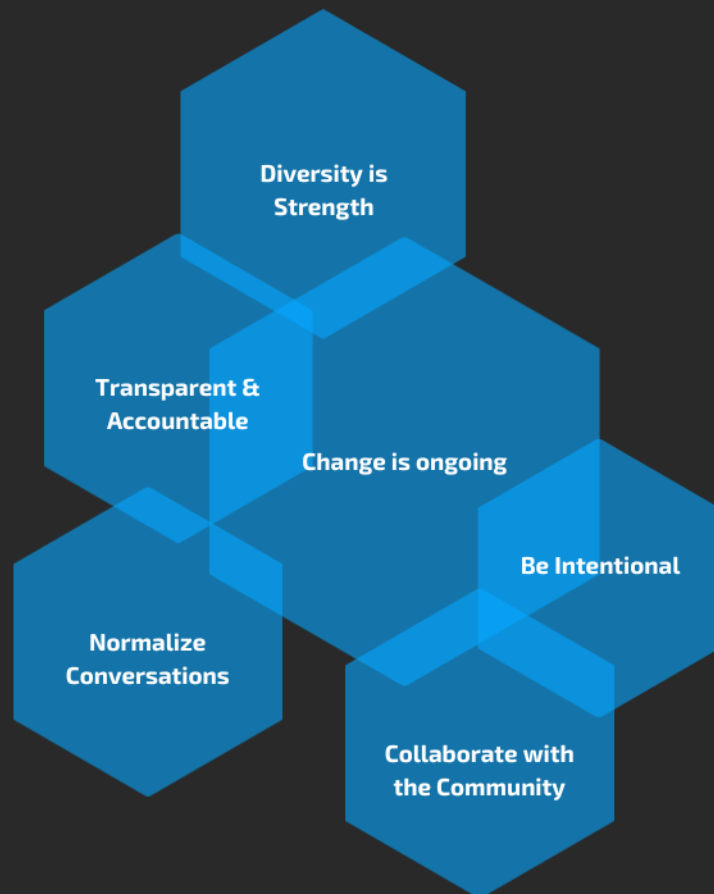 Diversity is
Strength
Transparent &
Accountable
Change is ongoing
Be Intentional
Normalize
Conversations
Collaborate with
the Community